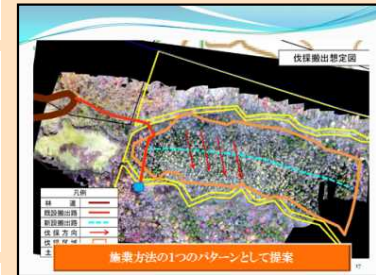 伐採搬出想定図
凡例
林 道
既設搬出路
新設搬出路
伐採方向
伐採区域
土
施業方法の1つのパターンとして提案
17